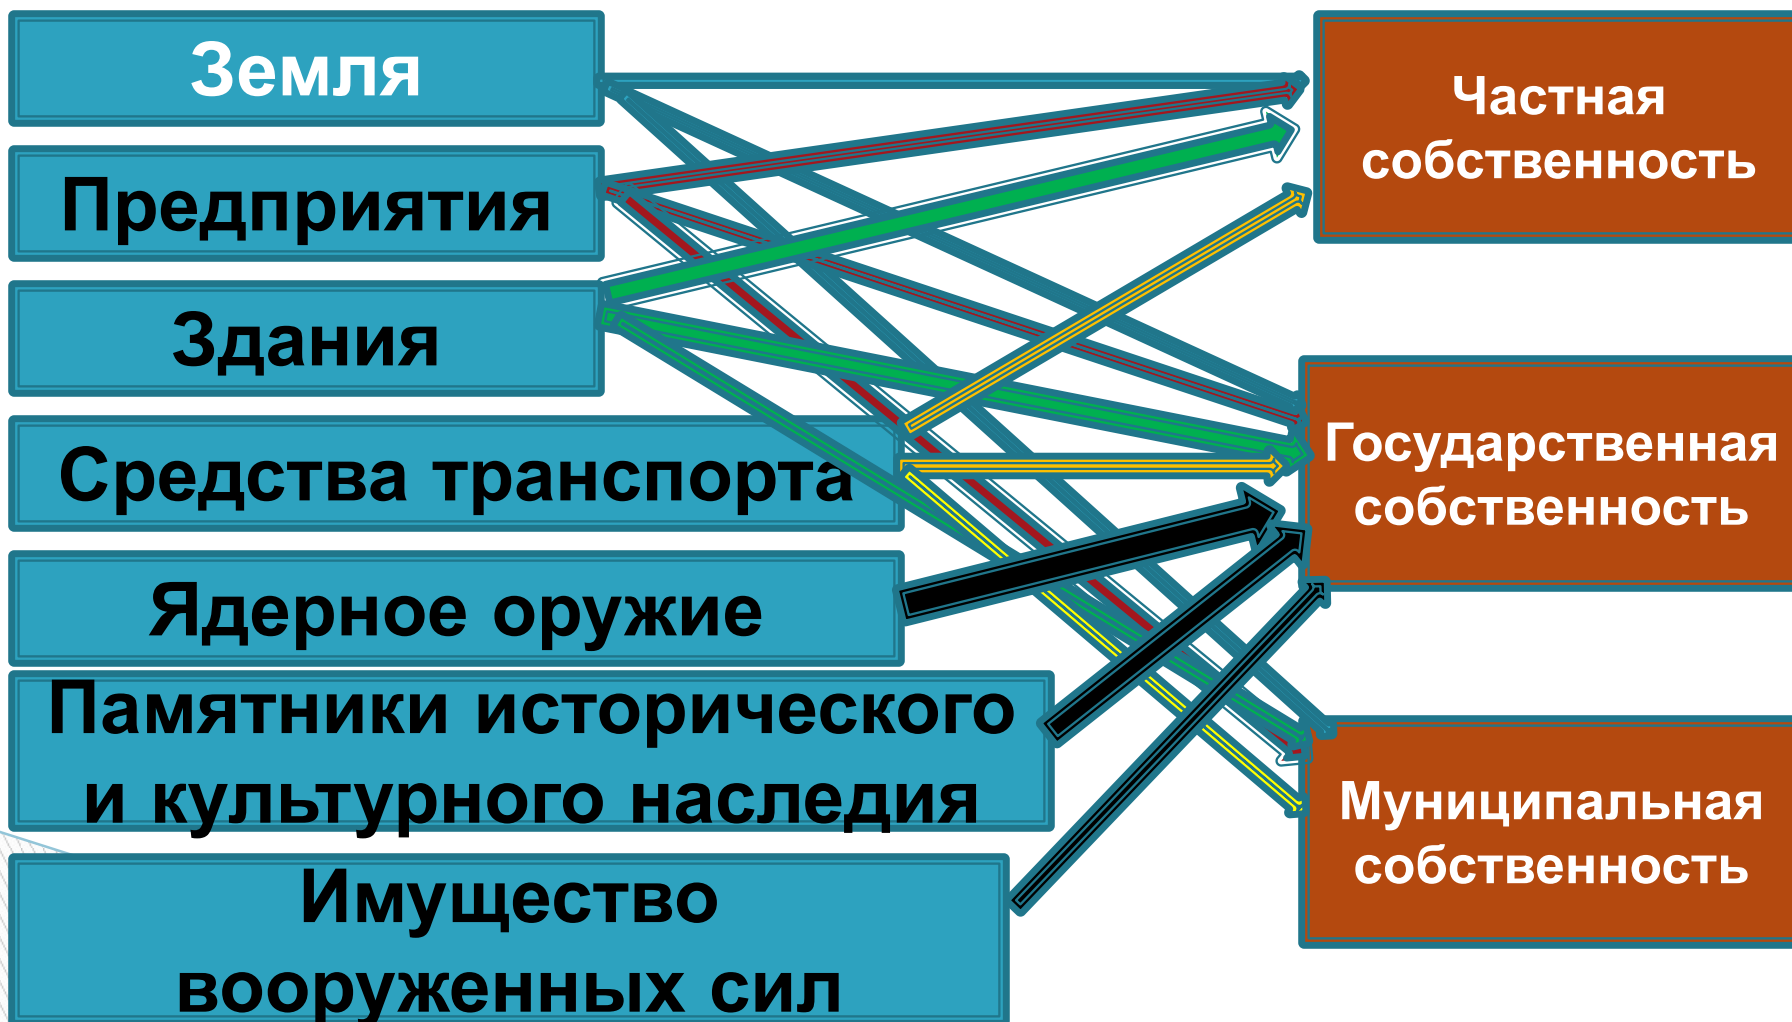 Земля
Предприятия
Здания
Средства транспорта
Ядерное оружие
Памятники исторического
и культурного наследия
Имущество
вооруженных сил
Частная
собственность
Государственная
собственность
Муниципальная
собственность